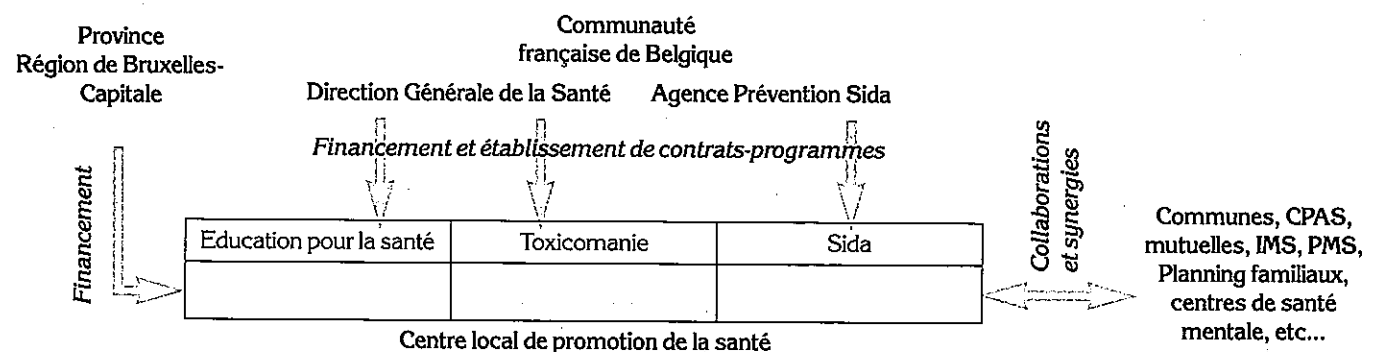 Province
Région de Bruxelles-
Capitale
Communauté
française de Belgique
Direction Générale de la Santé
Agence Prévention Sida
Financement et établissement de contrats-programmes
Financement
Education pour la santé
Toxicomanie
Sida
Collaborations
et synergies
Communes, CPAS,
mutuelles, IMS, PMS,
Planning familiaux,
centres de santé
mentale, etc...
Centre local de promotion de la santé